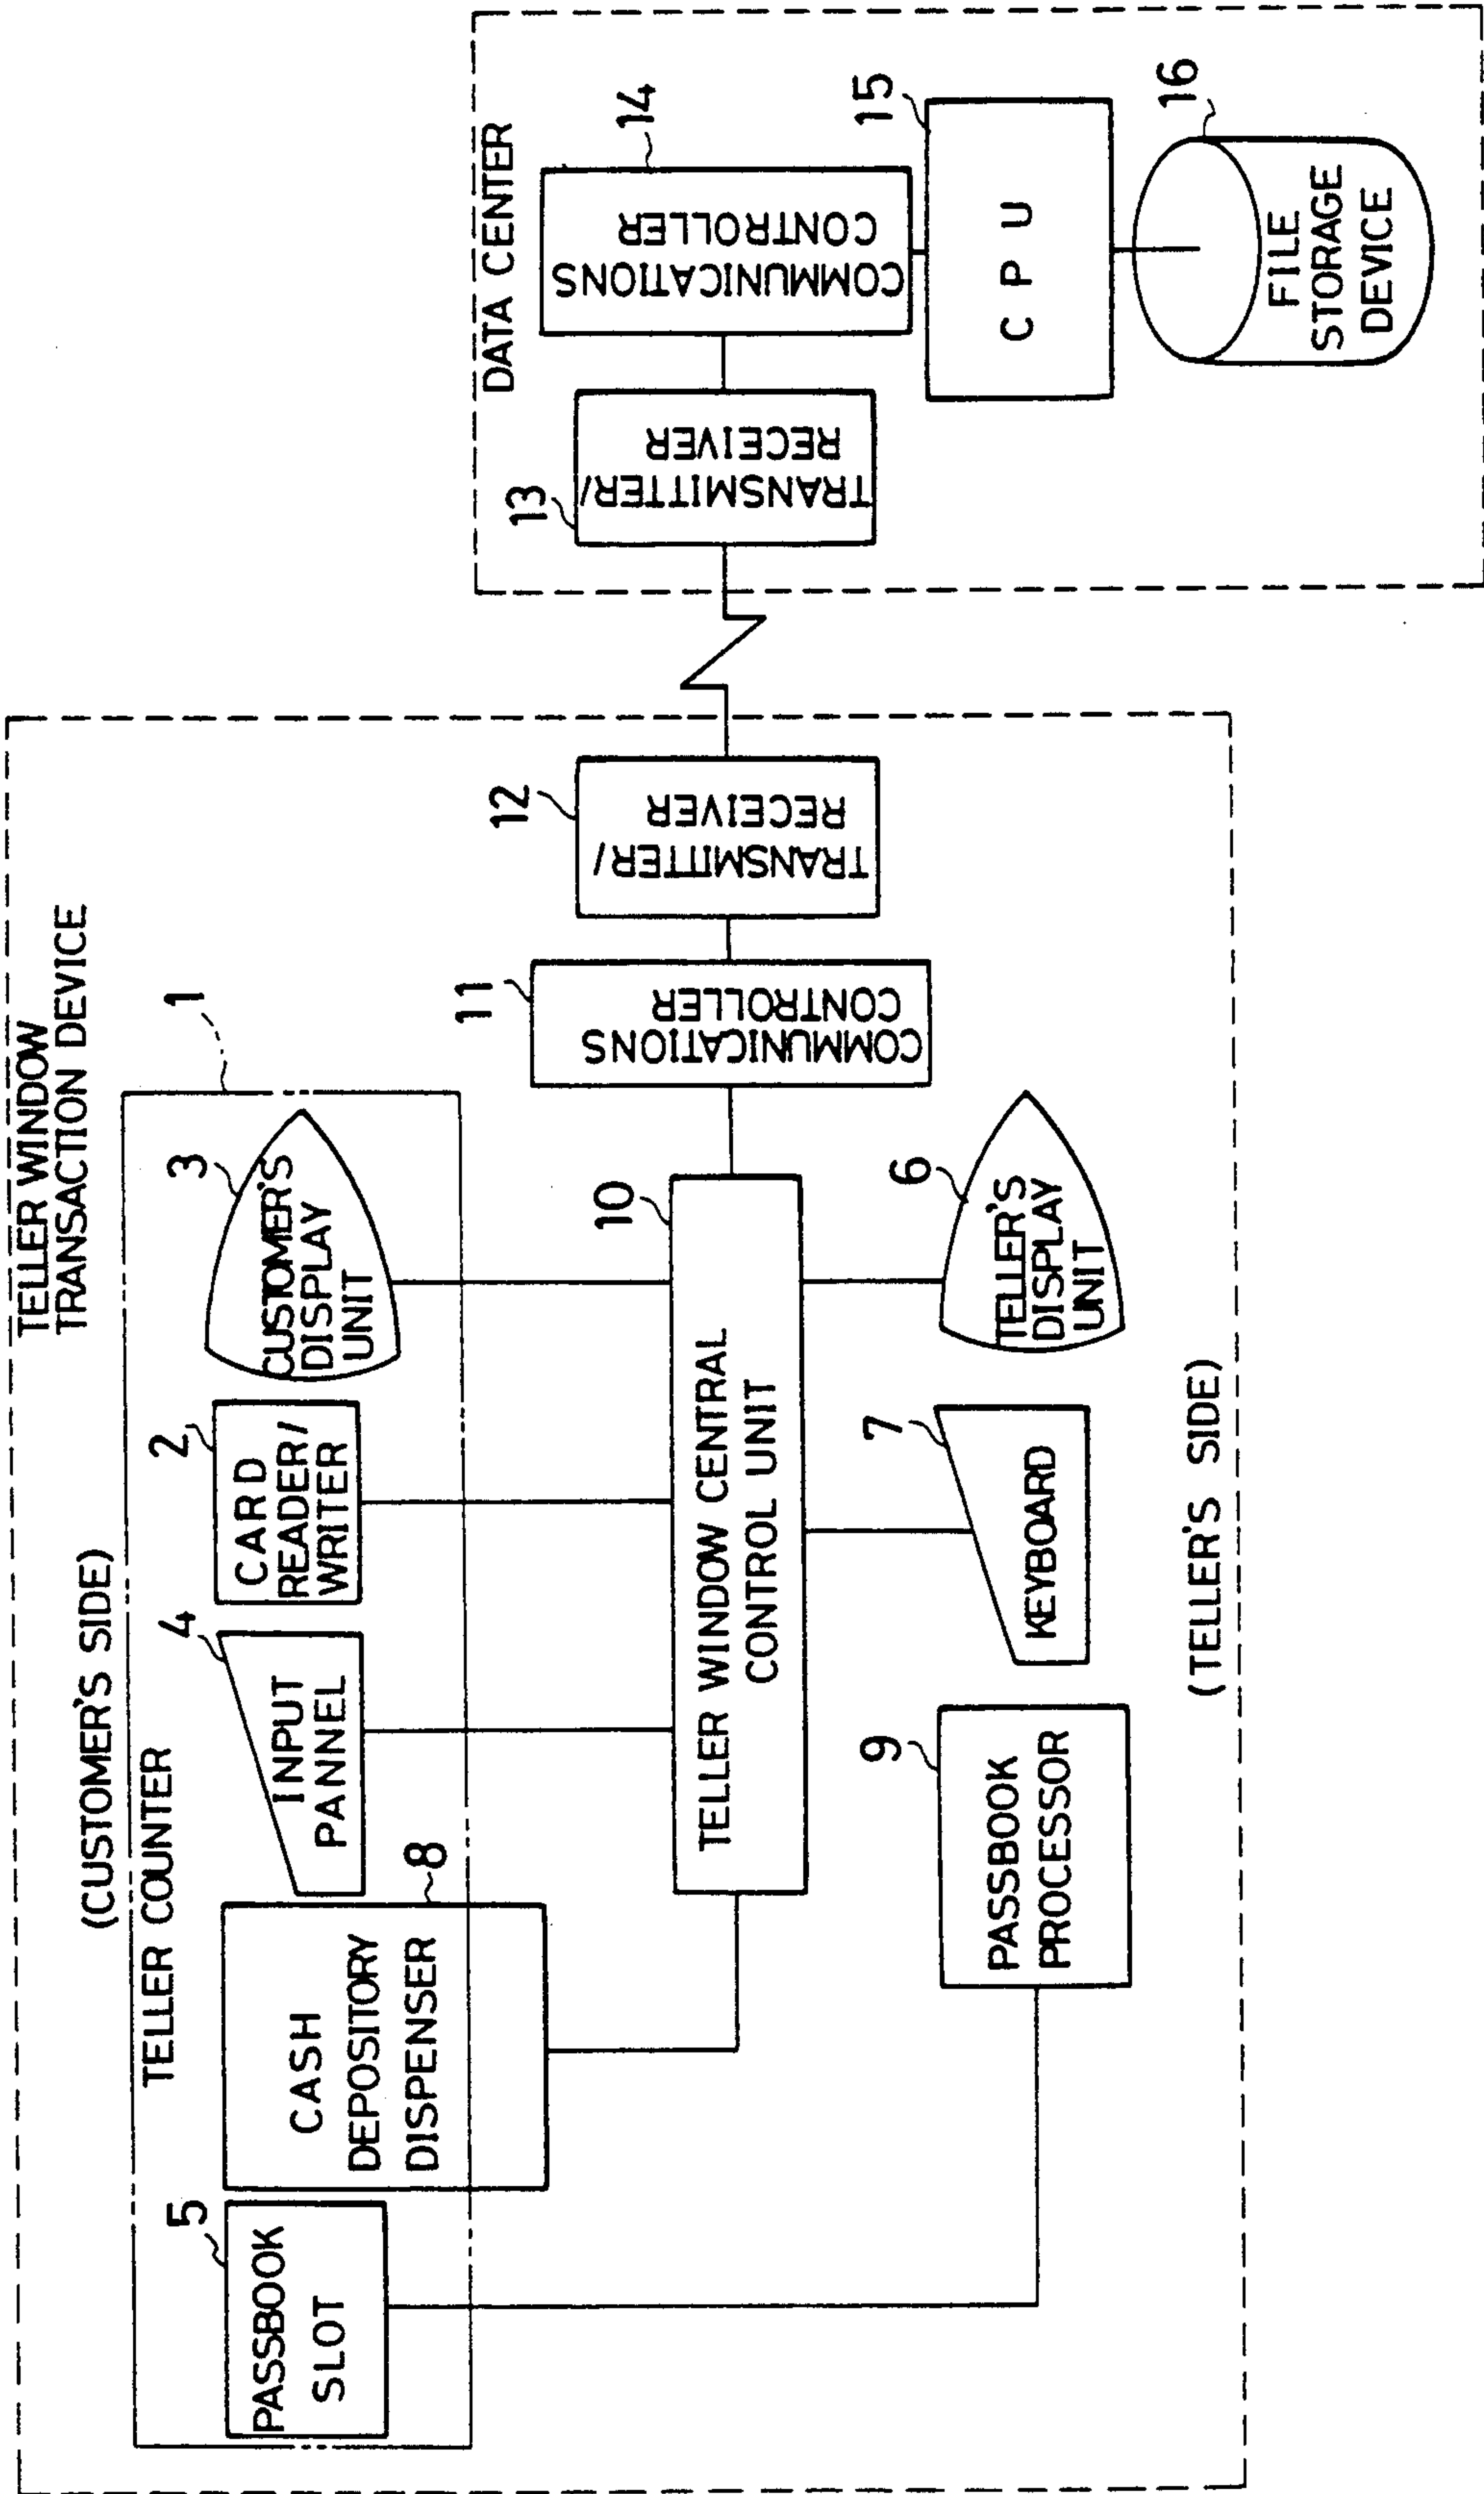 TELLER WINDOW
TRANSACTION DEVICE
(CUSTOMER'S SIDE)
TELLER COUNTER
1
5
PASSBOOK
SLOT
8
CASH
DEPOSITORY
DISPENSER
4
INPUT
PANNEL
2
CARD
READER/
WRITER
3
CUSTOMER'S
DISPLAY
UNIT
10
TELLER WINDOW CENTRAL
CONTROL UNIT
11
COMMUNICATIONS
CONTROLLER
12
TRANSMITTER/
RECEIVER
9
PASSBOOK
PROCESSOR
7
KEYBOARD
6
TELLER'S
DISPLAY
UNIT
(TELLER'S SIDE)
DATA CENTER
13
TRANSMITTER/
RECEIVER
14
COMMUNICATIONS
CONTROLLER
15
CPU
16
FILE
STORAGE
DEVICE